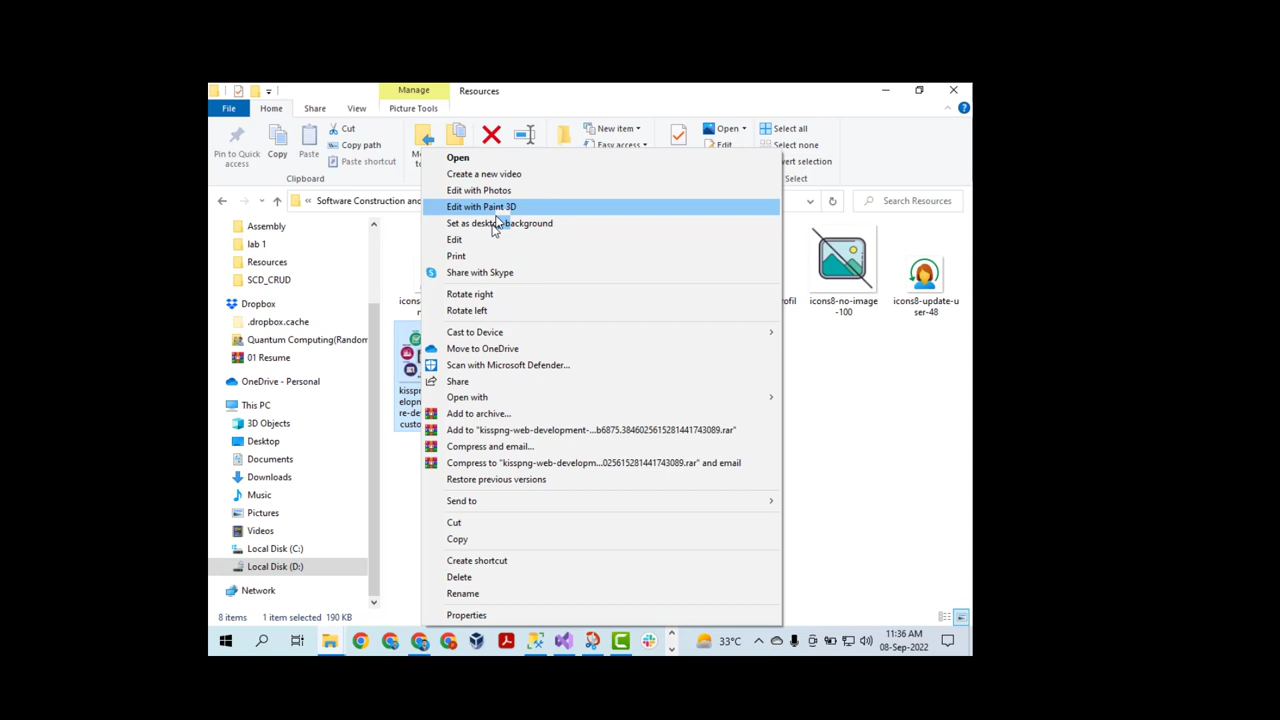 Manage
Resources
File
Home
Share
View
Picture Tools
Pin to Quick
access
Copy
Paste
Cut
Copy path
Paste shortcut
Clipboard
New item
Easy access
Open
Edit
Select all
Select none
Select
« Software Construction and
Search Resources
Assembly
lab 1
Resources
SCD_CRUD
Dropbox
.dropbox.cache
Quantum Computing(Random
01 Resume
OneDrive - Personal
This PC
3D Objects
Desktop
Documents
Downloads
Music
Pictures
Videos
Local Disk (C:)
Local Disk (D:)
Network
Open
Create a new video
Edit with Photos
Edit with Paint 3D
Set as desktop background
Edit
Print
Share with Skype
Rotate right
Rotate left
Cast to Device
Move to OneDrive
Scan with Microsoft Defender...
Share
Open with
Add to archive...
Add to "kisspng-web-development-...b6875.3846025615281441743089.rar"
Compress and email...
Compress to "kisspng-web-developm...025615281441743089.rar" and email
Restore previous versions
Send to
Cut
Copy
Create shortcut
Delete
Rename
Properties
icons8-no-image
-100
icons8-update-u
ser-48
8 items
1 item selected 190 KB
33°C
11:36 AM
08-Sep-2022